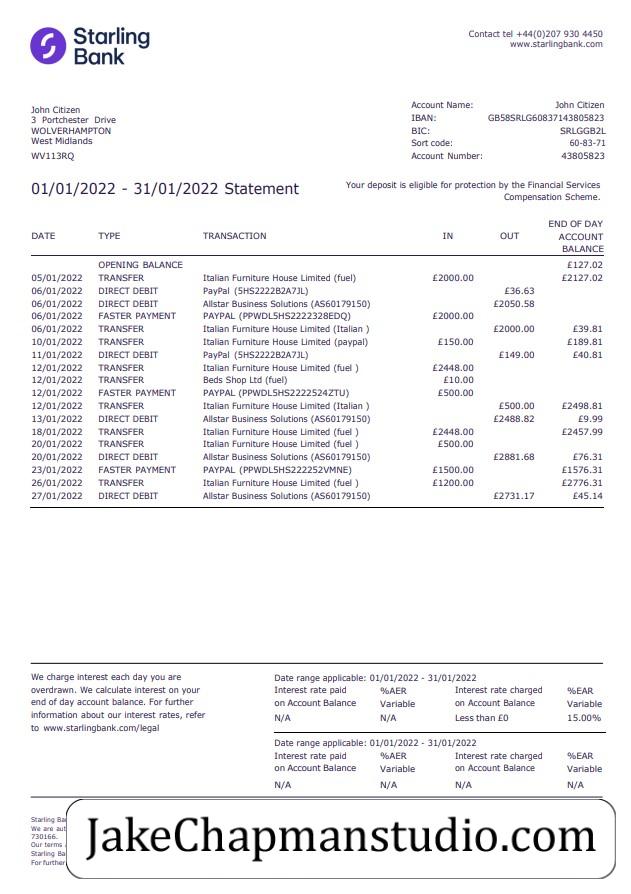 Starling
Bank
Contact tel +44(0)207 930 4450
www.starlingbank.com
John Citizen
3 Portchester Drive
WOLVERHAMPTON
West Midlands
WV113RQ
Account Name: John Citizen
IBAN: GB58SRLG60837143805823
BIC: SRLGGB2L
Sort code: 60-83-71
Account Number: 43805823
01/01/2022 - 31/01/2022 Statement
Your deposit is eligible for protection by the Financial Services
Compensation Scheme.
DATE TYPE TRANSACTION IN OUT END OF DAY ACCOUNT BALANCE
OPENING BALANCE £127.02
05/01/2022 TRANSFER Italian Furniture House Limited (fuel) £2000.00 £2127.02
06/01/2022 DIRECT DEBIT PayPal (5HS2222B2A7JL) £36.63
06/01/2022 DIRECT DEBIT Allstar Business Solutions (AS60179150) £2050.58
06/01/2022 FASTER PAYMENT PAYPAL (PPWDL5HS2222328EDQ) £2000.00
06/01/2022 TRANSFER Italian Furniture House Limited (Italian ) £2000.00 £39.81
10/01/2022 TRANSFER Italian Furniture House Limited (paypal) £150.00 £189.81
11/01/2022 DIRECT DEBIT PayPal (5HS2222B2A7JL) £149.00 £40.81
12/01/2022 TRANSFER Italian Furniture House Limited (fuel ) £2448.00
12/01/2022 TRANSFER Beds Shop Ltd (fuel) £10.00
12/01/2022 FASTER PAYMENT PAYPAL (PPWDL5HS2222524ZTU) £500.00
12/01/2022 TRANSFER Italian Furniture House Limited (Italian ) £500.00 £2498.81
13/01/2022 DIRECT DEBIT Allstar Business Solutions (AS60179150) £2488.82 £9.99
18/01/2022 TRANSFER Italian Furniture House Limited (fuel ) £2448.00 £2457.99
20/01/2022 TRANSFER Italian Furniture House Limited (fuel ) £500.00
20/01/2022 DIRECT DEBIT Allstar Business Solutions (AS60179150) £2881.68 £76.31
23/01/2022 FASTER PAYMENT PAYPAL (PPWDL5HS222252VMNE) £1500.00 £1576.31
26/01/2022 TRANSFER Italian Furniture House Limited (fuel ) £1200.00 £2776.31
27/01/2022 DIRECT DEBIT Allstar Business Solutions (AS60179150) £2731.17 £45.14
We charge interest each day you are
overdrawn. We calculate interest on your
end of day account balance. For further
information about our interest rates, refer
to www.starlingbank.com/legal
Date range applicable: 01/01/2022 - 31/01/2022
Interest rate paid %AER Interest rate charged %EAR
on Account Balance Variable on Account Balance Variable
N/A N/A Less than £0 15.00%
Date range applicable: 01/01/2022 - 31/01/2022
Interest rate paid %AER Interest rate charged %EAR
on Account Balance Variable on Account Balance Variable
N/A N/A N/A N/A
Starling
We are
730166.
Our terms
Starling
For further
JakeChapmanstudio.com